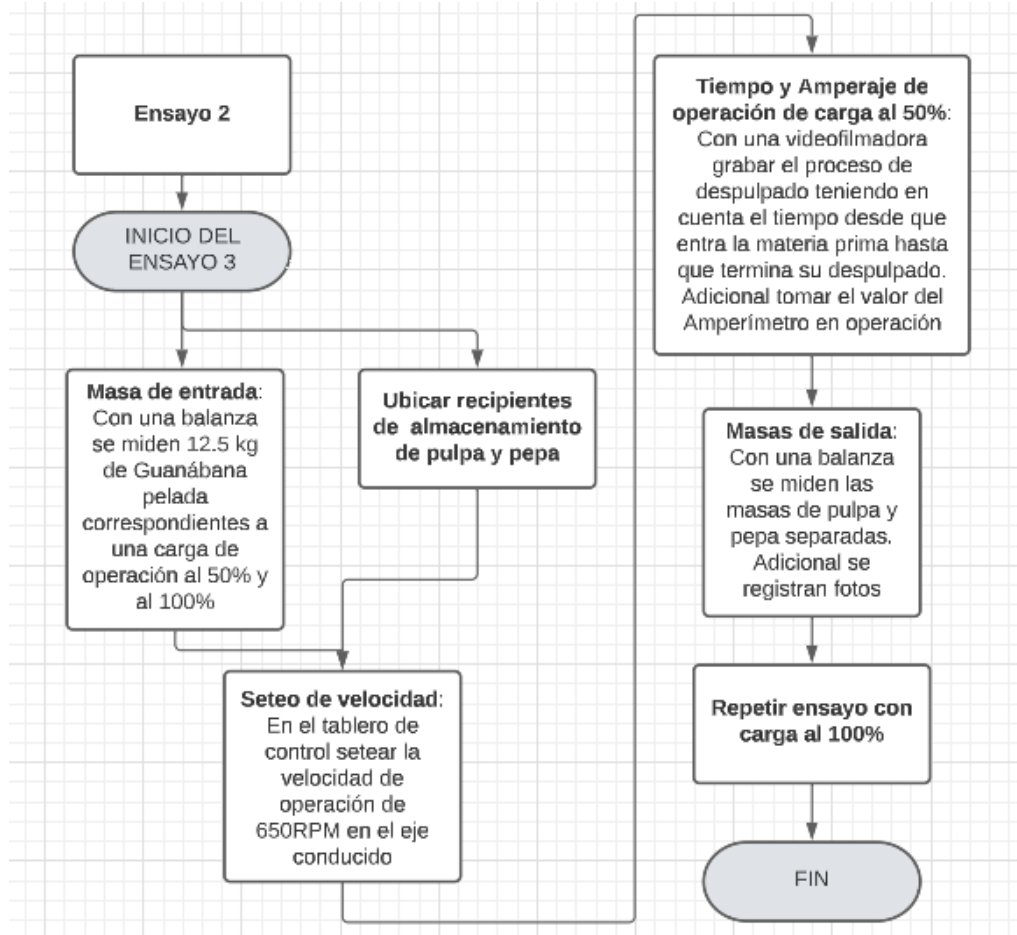 Ensayo 2
INICIO DEL
ENSAYO 3
Masa de entrada:
Con una balanza
se miden 12.5 kg
de Guanábana
pelada
correspondientes a
una carga de
operación al 50% y
al 100%
Ubicar recipientes
de almacenamiento
de pulpa y pepa
Seteo de velocidad:
En el tablero de
control setear la
velocidad de
operación de
650RPM en el eje
conducido
Tiempo y Amperaje de
operación de carga al 50%:
Con una videofilmadora
grabar el proceso de
despulpado teniendo en
cuenta el tiempo desde que
entra la materia prima hasta
que termina su despulpado.
Adicional tomar el valor del
Amperímetro en operación
Masas de salida:
Con una balanza
se miden las
masas de pulpa y
pepa separadas.
Adicional se
registran fotos
Repetir ensayo con
carga al 100%
FIN